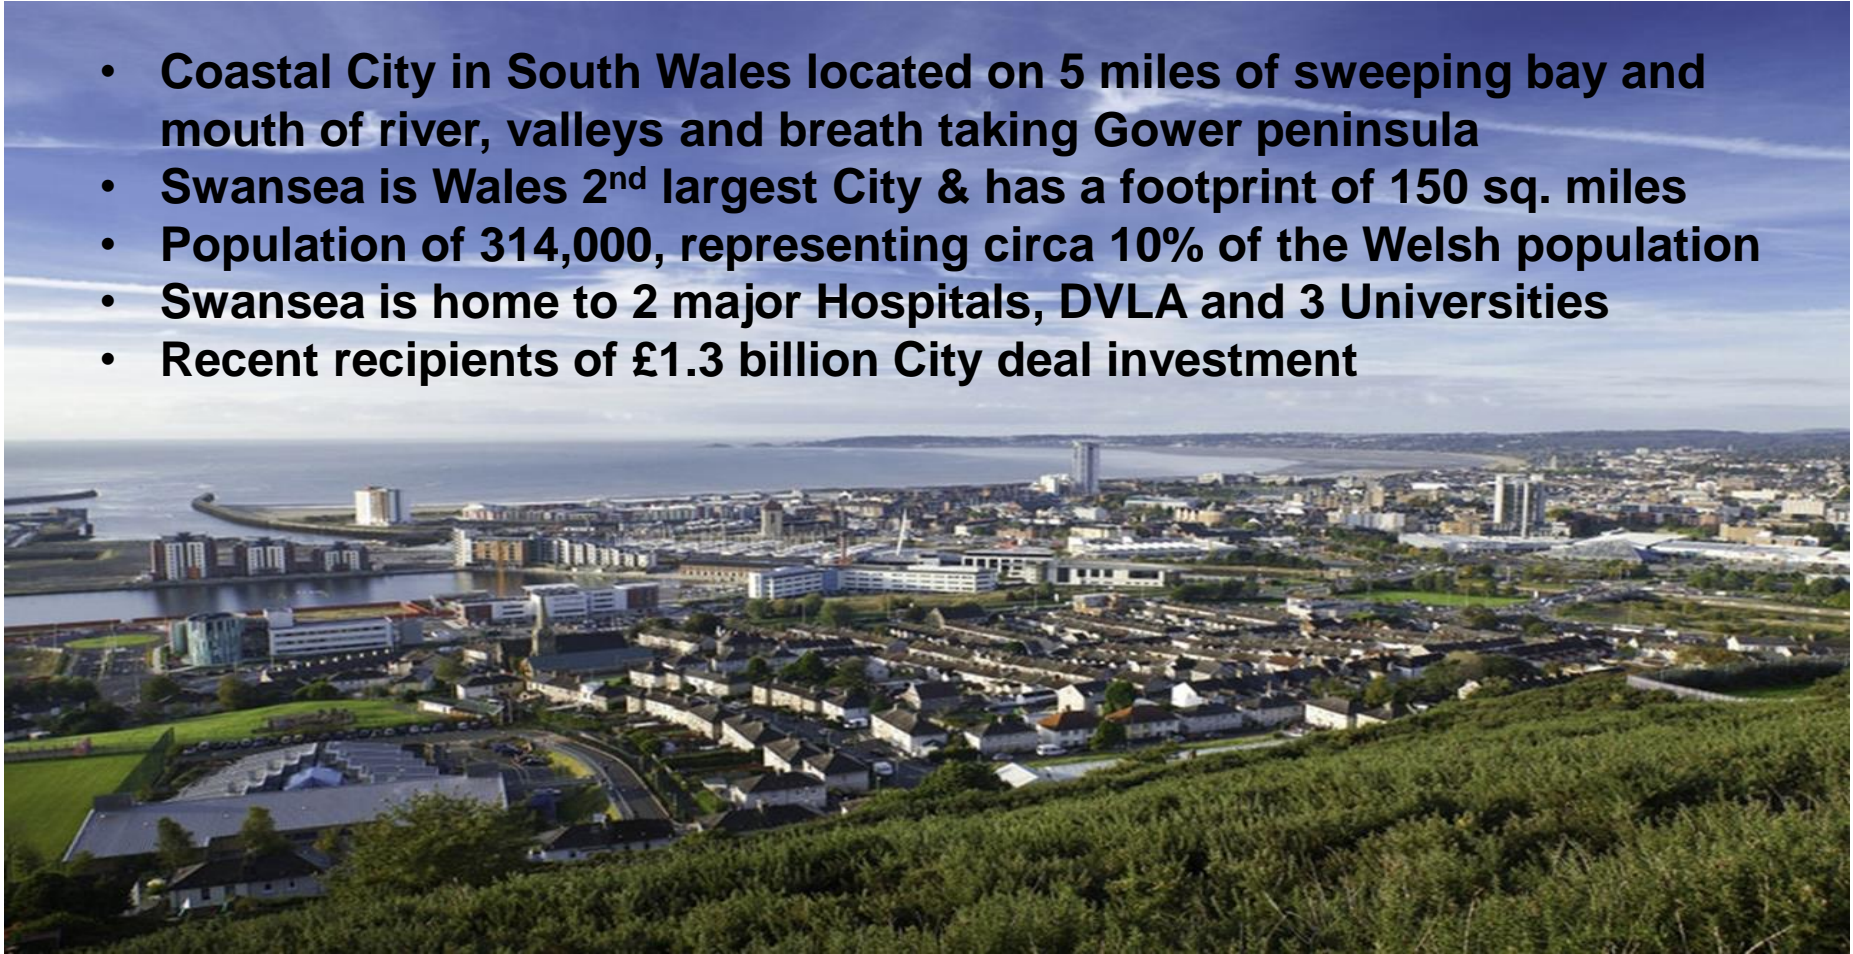 • Coastal City in South Wales located on 5 miles of sweeping bay and
mouth of river, valleys and breath taking Gower peninsula
• Swansea is Wales 2nd largest City & has a footprint of 150 sq. miles
• Population of 314,000, representing circa 10% of the Welsh population
• Swansea is home to 2 major Hospitals, DVLA and 3 Universities
• Recent recipients of £1.3 billion City deal investment